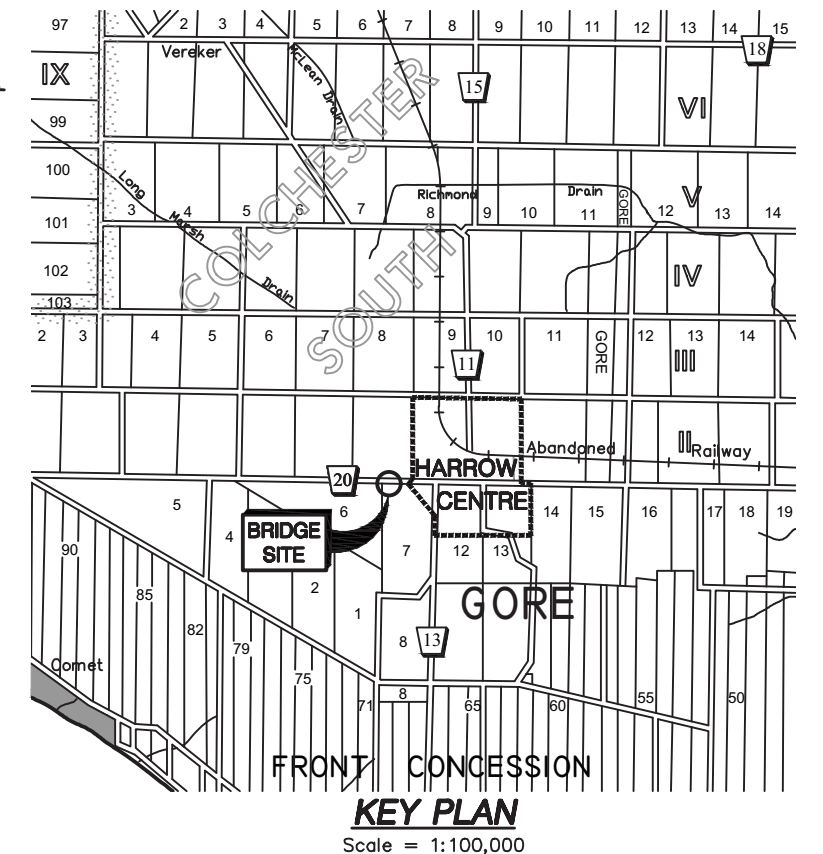 97 2 3 4 5 6 7 8 9 10 11 12 13 14 15
Vereker
McLean Drain
18
IX
15
VI
99
COLCHESTER
100
Long Marsh Drain
Richmond Drain
V
3 4 5 6 7 8 9 10 11 GORE 12 13 14
101
SOUTH
102
IV
103
2 3 4 5 6 7 8 9 10 11 GORE 12 13 14
11
III
Abandoned Railway
II
HARROW
CENTRE
20
5 6 14 15 16 17 18 19
BRIDGE
SITE
4
90
7 12 13
85
2
GORE
1
82
79
8
13
75
Comet
8
71 65 60 55 50
FRONT CONCESSION
KEY PLAN
Scale = 1:100,000